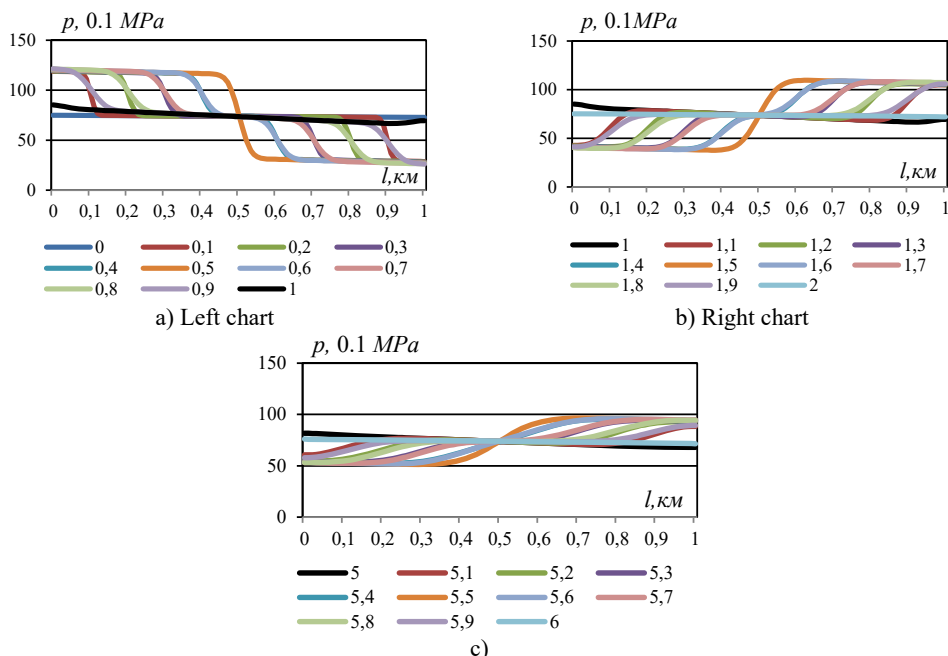 p, 0.1 MPa
150
100
50
0
l,км
0 0,1 0,2 0,3 0,4 0,5 0,6 0,7 0,8 0,9 1
0 0,1 0,2 0,3
0,4 0,5 0,6 0,7
0,8 0,9 1
a) Left chart
p, 0.1MPa
150
100
50
0
l,км
0 0,1 0,2 0,3 0,4 0,5 0,6 0,7 0,8 0,9 1
1 1,1 1,2 1,3
1,4 1,5 1,6 1,7
1,8 1,9 2
b) Right chart
p, 0.1 MPa
150
100
50
0
l,км
0 0,1 0,2 0,3 0,4 0,5 0,6 0,7 0,8 0,9 1
5 5,1 5,2 5,3
5,4 5,5 5,6 5,7
5,8 5,9 6
c)